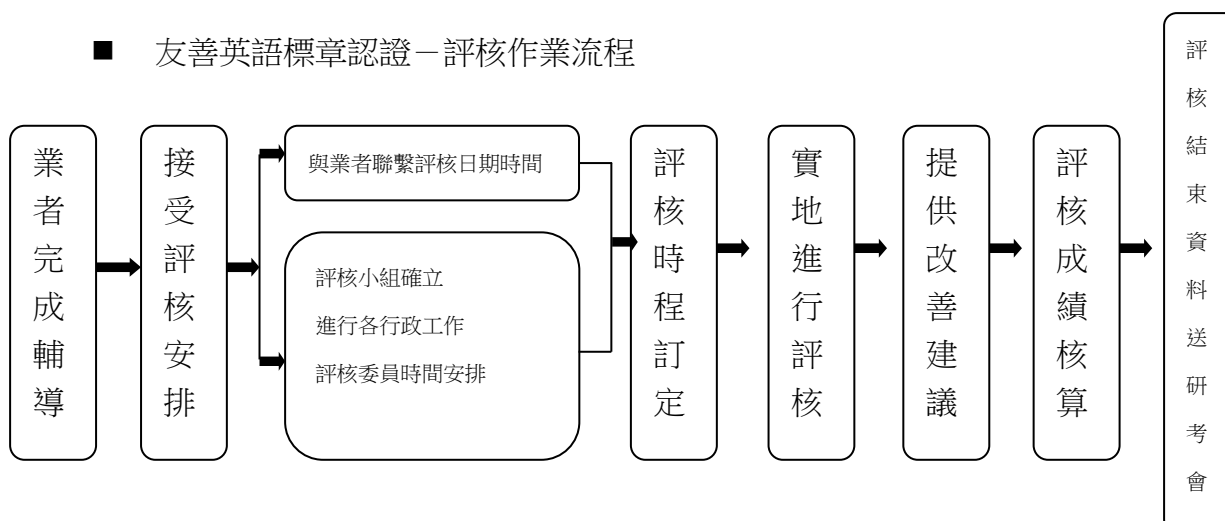 ■ 友善英語標章認證－評核作業流程
業者完成輔導
接受評核安排
與業者聯繫評核日期時間
評核小組確立
進行各行政工作
評核委員時間安排
評核時程訂定
實地進行評核
提供改善建議
評核成績核算
評核結束資料送研考會